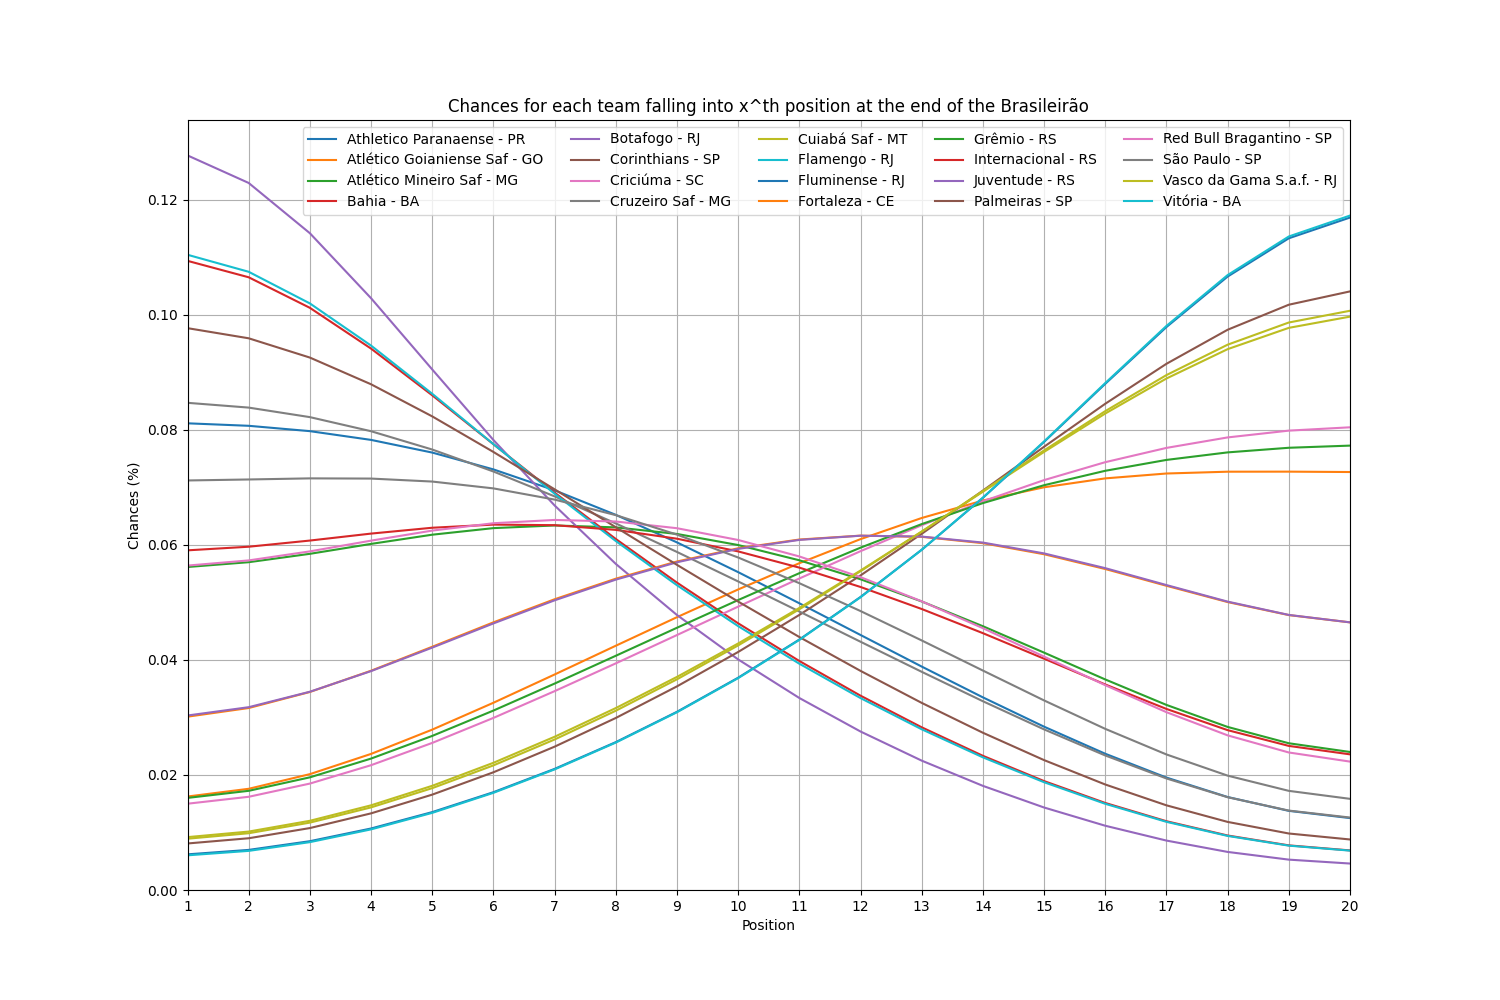 Chances for each team falling into x^th position at the end of the Brasileirão
Athletico Paranaense - PR
Atlético Goianiense Saf - GO
Atlético Mineiro Saf - MG
Bahia - BA
Botafogo - RJ
Corinthians - SP
Criciúma - SC
Cruzeiro Saf - MG
Cuiabá Saf - MT
Flamengo - RJ
Fluminense - RJ
Fortaleza - CE
Grêmio - RS
Internacional - RS
Juventude - RS
Palmeiras - SP
Red Bull Bragantino - SP
São Paulo - SP
Vasco da Gama S.a.f. - RJ
Vitória - BA
Chances (%)
0.12
0.10
0.08
0.06
0.04
0.02
0.00
1 2 3 4 5 6 7 8 9 10 11 12 13 14 15 16 17 18 19 20
Position